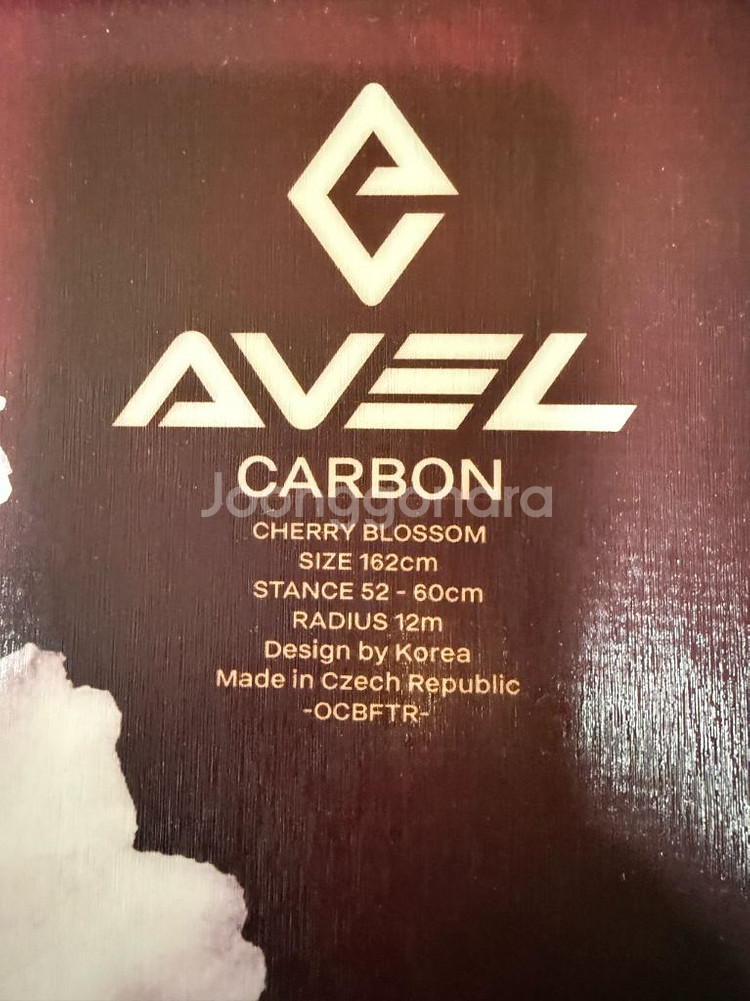 AVEL
CARBON
Joonggonara
CHERRY BLOSSOM
SIZE 162cm
STANCE 52 - 60cm
RADIUS 12m
Design by Korea
Made in Czech Republic
-OCBFTR-